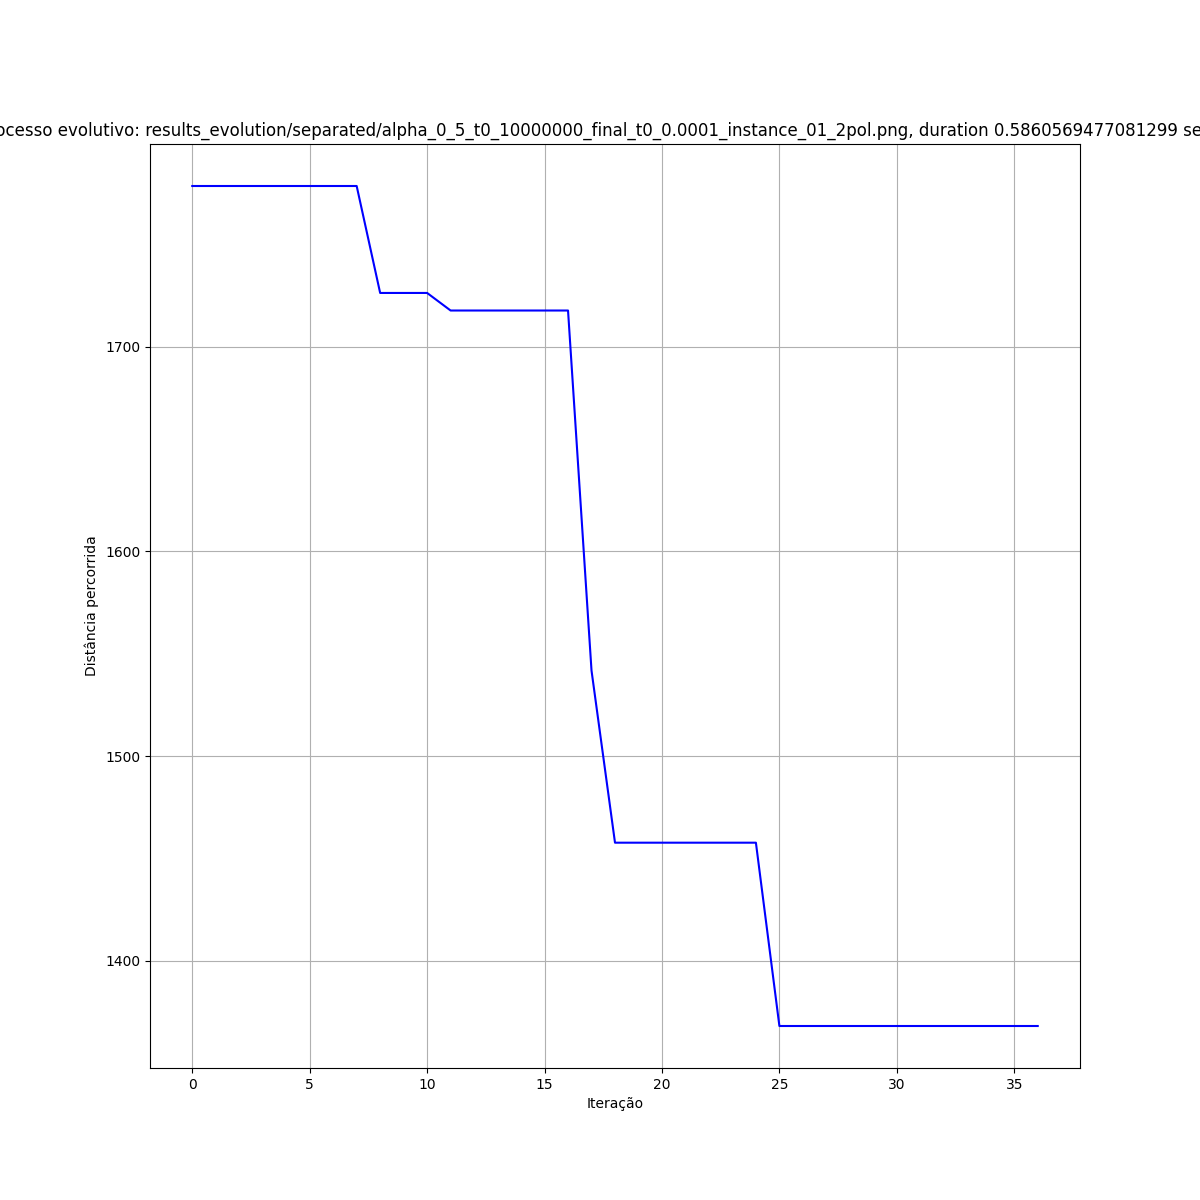 ocesso evolutivo: results_evolution/separated/alpha_0_5_t0_10000000_final_t0_0.0001_instance_01_2pol.png, duration 0.5860569477081299 se
1700
1600
1500
1400
Distância percorrida
0 5 10 15 20 25 30 35
Iteração